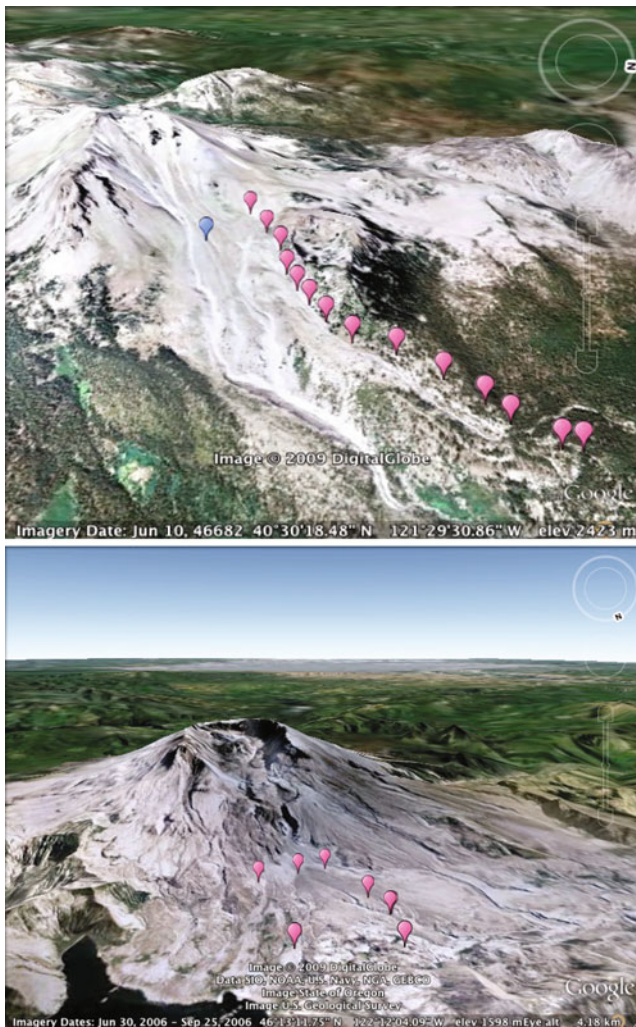 N
Image © 2009 DigitalGlobe
Google
Imagery Date: Jun 10, 46682 40°30'18.48" N 121°29'30.86" W elev 2423 m
N
Image © 2009 DigitalGlobe
Data SIO, NOAA, U.S. Navy, NGA, GEBCO
Image State of Oregon
Image U.S. Geological Survey
Google
Imagery Dates: Jun 30, 2006 - Sep 25, 2006 46°13'11.75" N 122°12'04.09" W elev 1598 m Eye alt 4.18 km